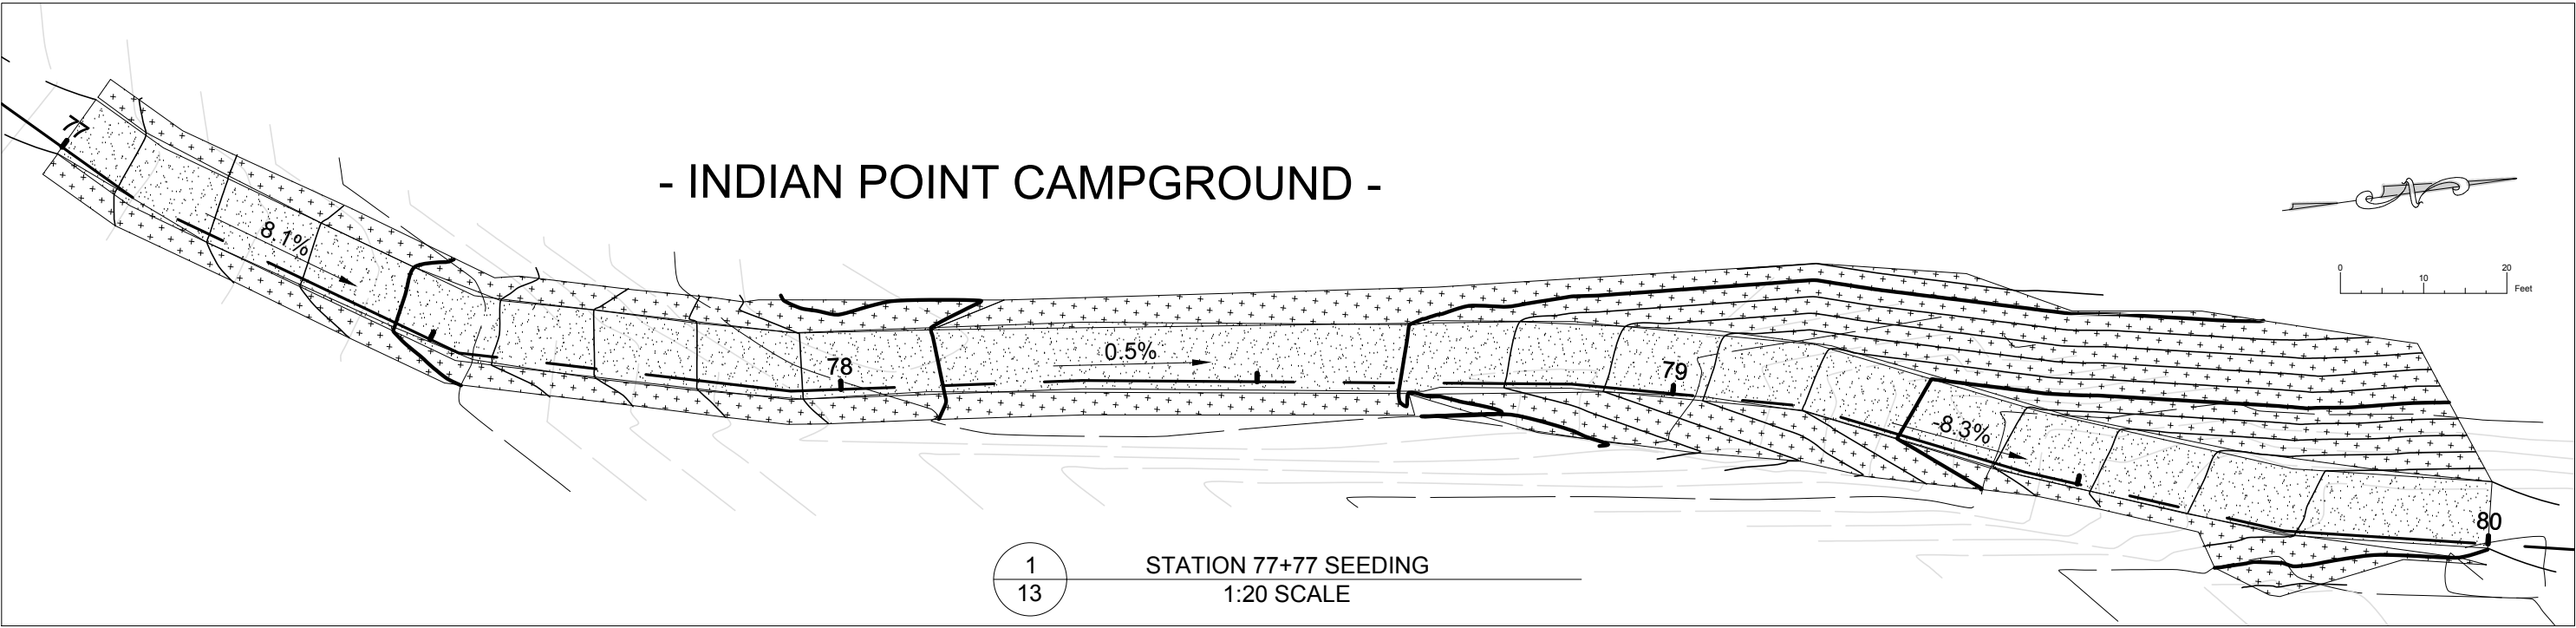 77
- INDIAN POINT CAMPGROUND -
N
8.1%
0 10 20
Feet
78
0.5%
79
-8.3%
80
1
13
STATION 77+77 SEEDING
1:20 SCALE